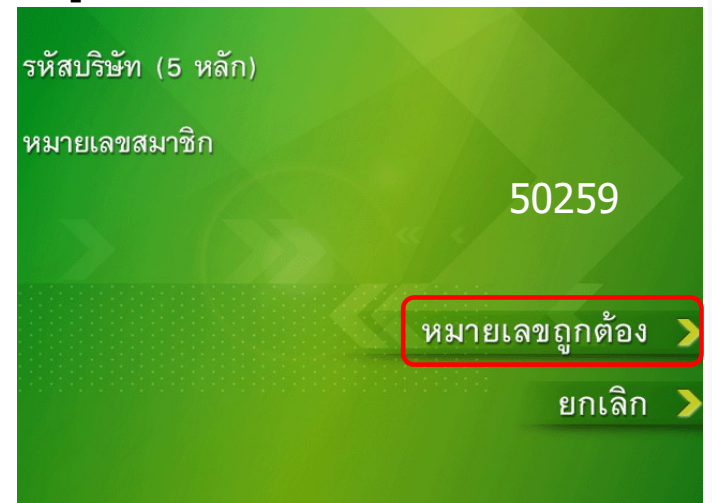 รหัสบริษัท (5 หลัก)
หมายเลขสมาชิก
50259
หมายเลขถูกต้อง
ยกเลิก